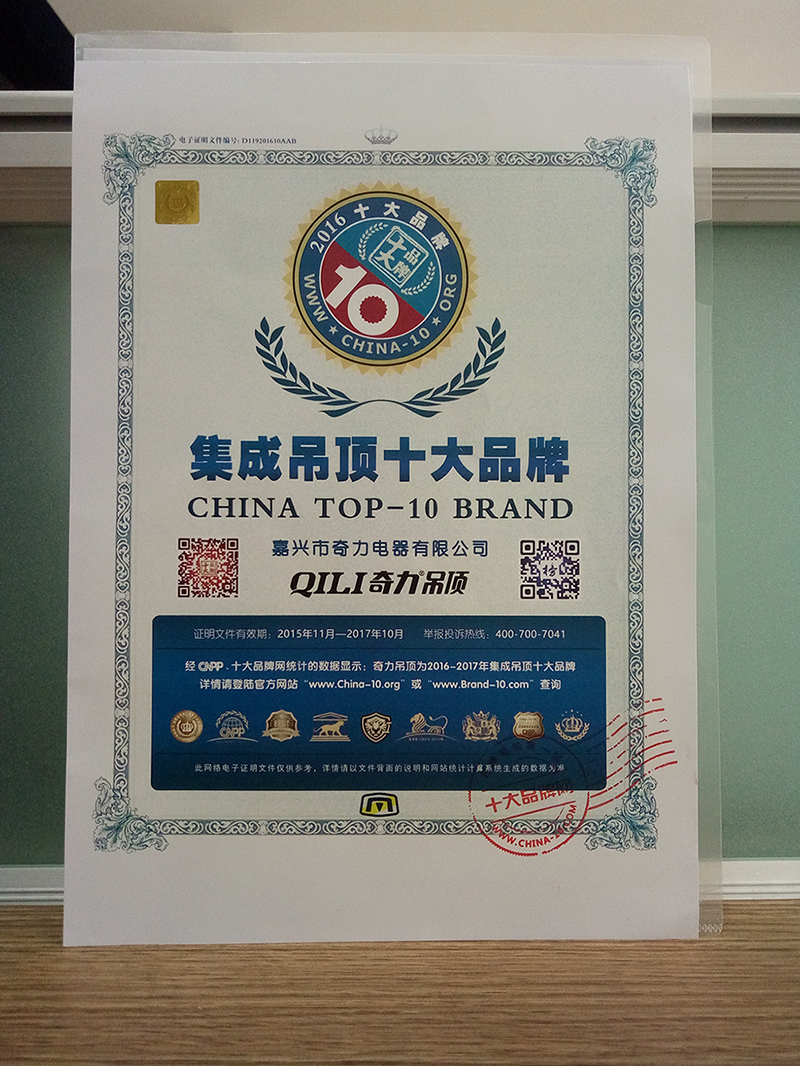 电子证明文件编号: D119201610AAB
2016 十大品牌
十大品牌
10
WWW ★ CHINA-10 ★ ORG
集成吊顶十大品牌
CHINA TOP-10 BRAND
嘉兴市奇力电器有限公司
QILI奇力®吊顶
证明文件有效期: 2015年11月—2017年10月 举报投诉热线: 400-700-7041
经CNPP、十大品牌网统计的数据显示: 奇力吊顶为2016-2017年集成吊顶十大品牌
详情请登陆官方网站“www.China-10.org”或“www.Brand-10.com”查询
CNPP
此网络电子证明文件仅供参考, 详情请以文件背面的说明和网站统计计算系统生成的数据为准
十大品牌网
WWW.CHINA-10.COM